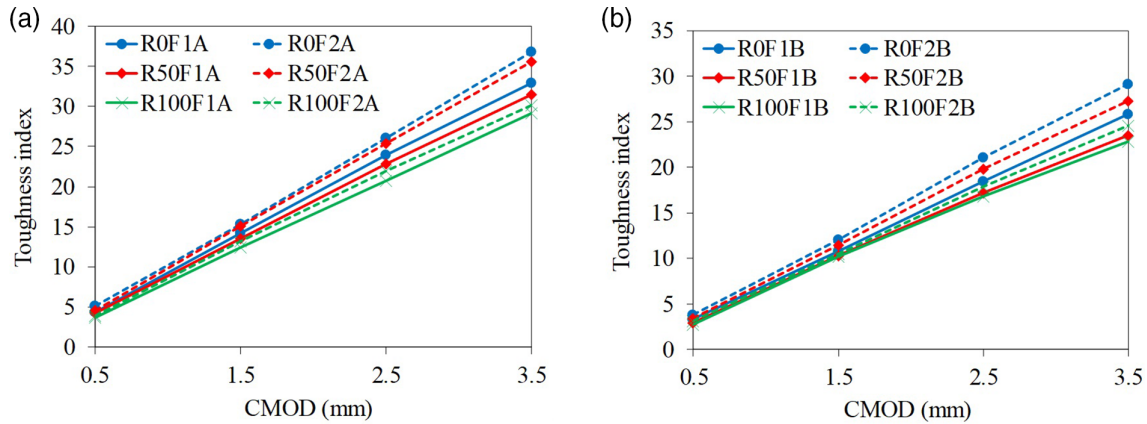 (a)
Toughness index
40
35
30
25
20
15
10
5
0
R0F1A R0F2A
R50F1A R50F2A
R100F1A R100F2A
0.5 1.5 2.5 3.5
CMOD (mm)
(b)
Toughness index
35
30
25
20
15
10
5
0
R0F1B R0F2B
R50F1B R50F2B
R100F1B R100F2B
0.5 1.5 2.5 3.5
CMOD (mm)